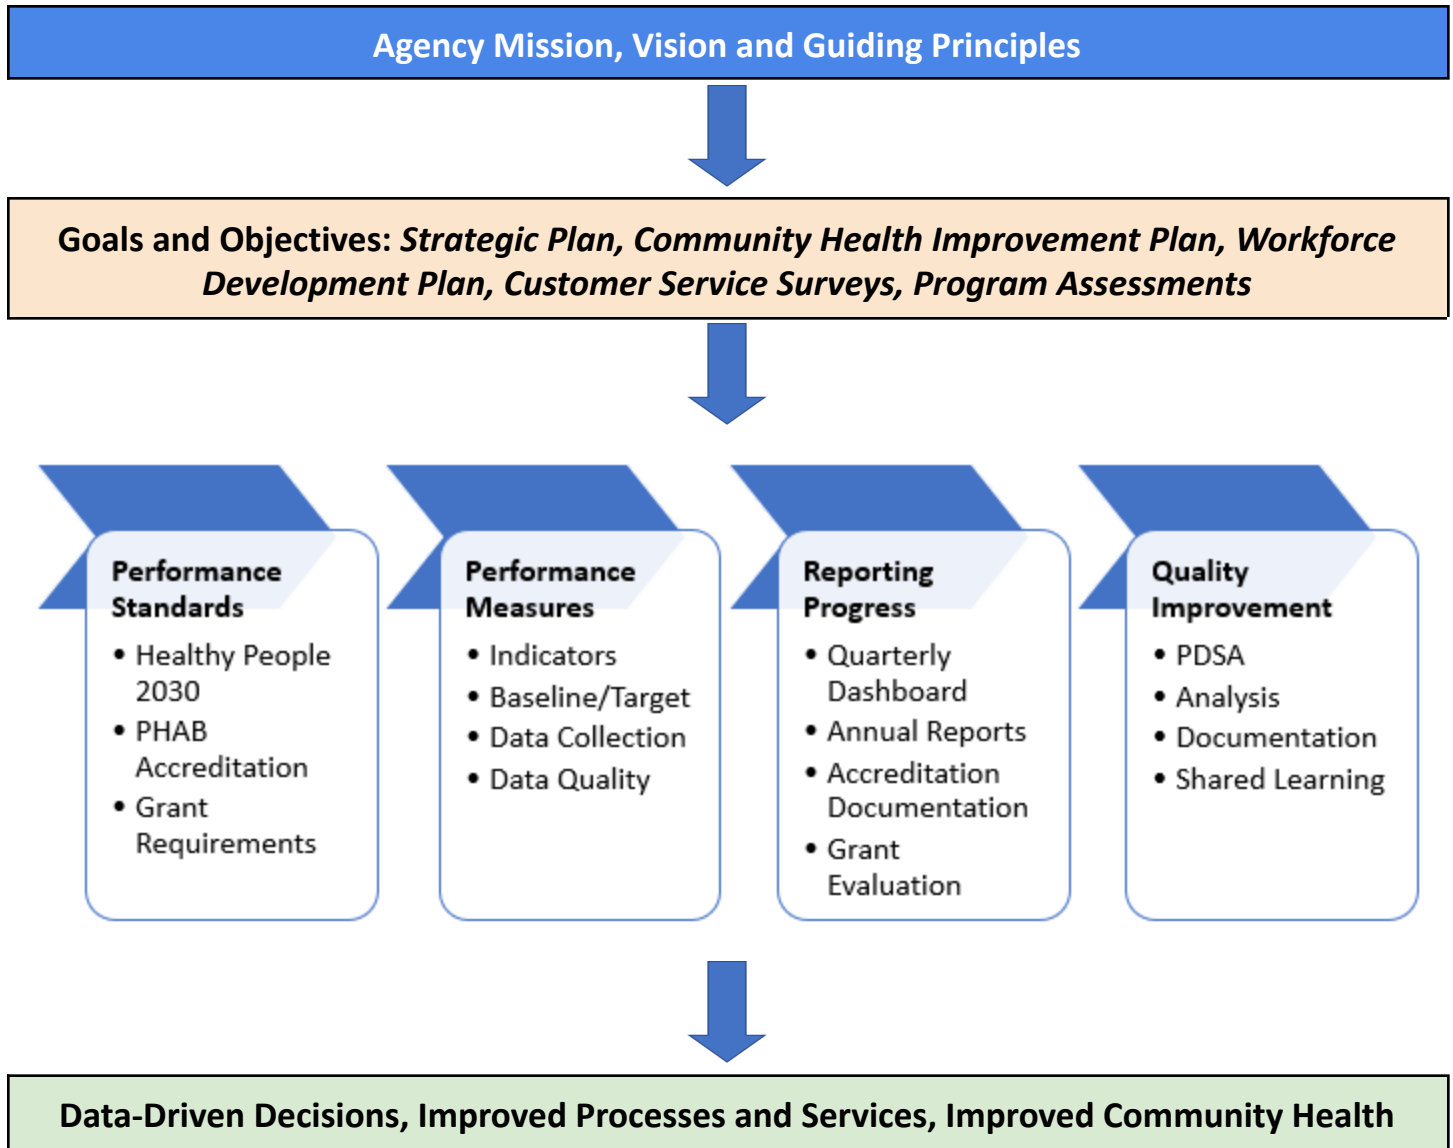 Agency Mission, Vision and Guiding Principles
Goals and Objectives: Strategic Plan, Community Health Improvement Plan, Workforce
Development Plan, Customer Service Surveys, Program Assessments
Performance
Standards
• Healthy People
2030
• PHAB
Accreditation
• Grant
Requirements
Performance
Measures
• Indicators
• Baseline/Target
• Data Collection
• Data Quality
Reporting
Progress
• Quarterly
Dashboard
• Annual Reports
• Accreditation
Documentation
• Grant
Evaluation
Quality
Improvement
• PDSA
• Analysis
• Documentation
• Shared Learning
Data-Driven Decisions, Improved Processes and Services, Improved Community Health